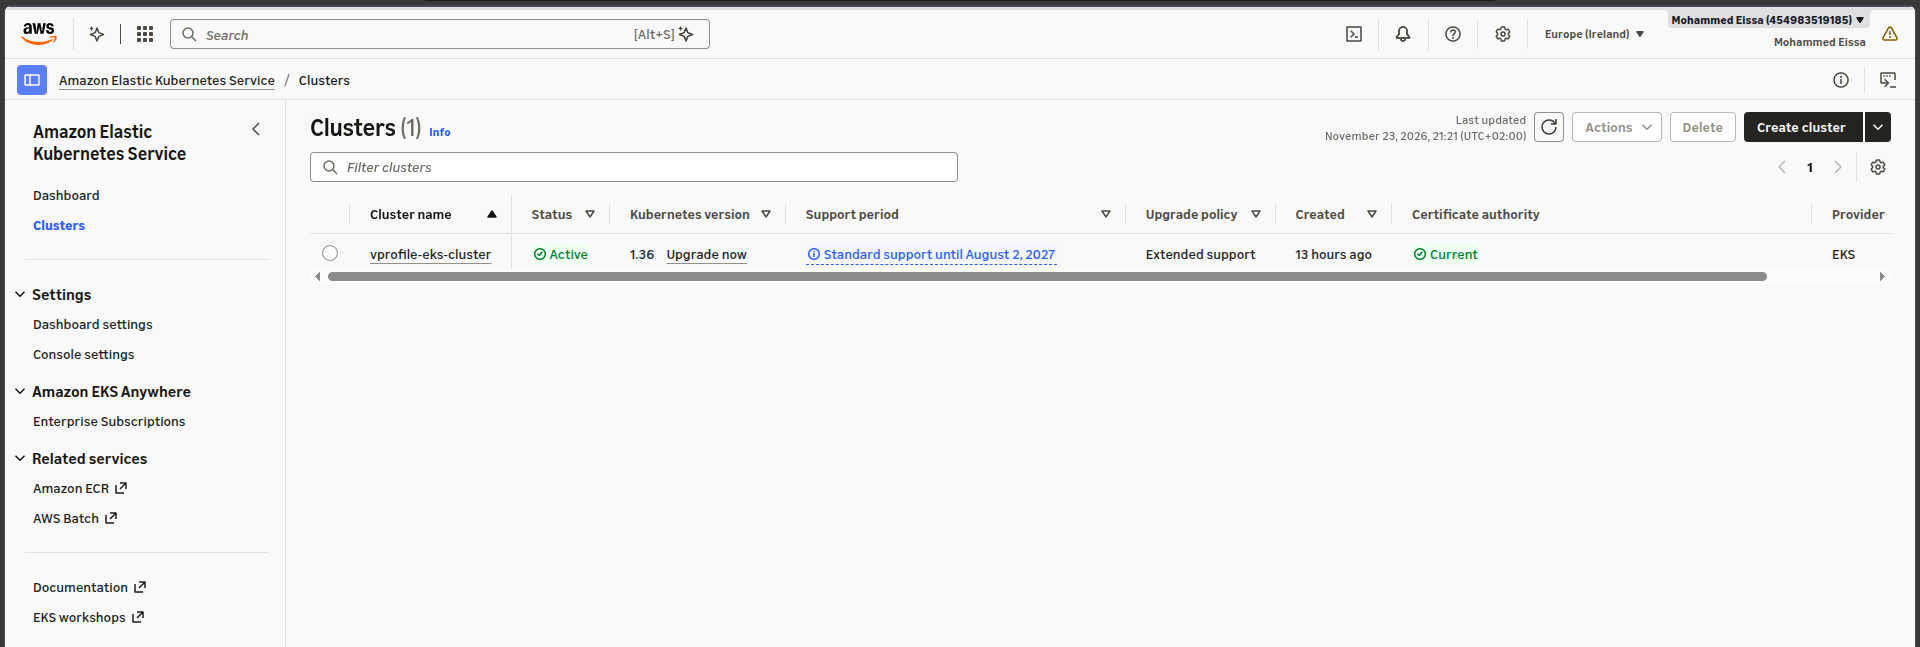 aws
Search [Alt+S]
Europe (Ireland)
Mohammed Eissa (454983519185)
Mohammed Eissa
Amazon Elastic Kubernetes Service / Clusters
Amazon Elastic
Kubernetes Service
Dashboard
Clusters
Settings
Dashboard settings
Console settings
Amazon EKS Anywhere
Enterprise Subscriptions
Related services
Amazon ECR
AWS Batch
Documentation
EKS workshops
Clusters (1) Info
Last updated
November 23, 2026, 21:21 (UTC+02:00)
Actions
Delete
Create cluster
Filter clusters
1
Cluster name Status Kubernetes version Support period Upgrade policy Created Certificate authority Provider
vprofile-eks-cluster Active 1.36 Upgrade now Standard support until August 2, 2027 Extended support 13 hours ago Current EKS